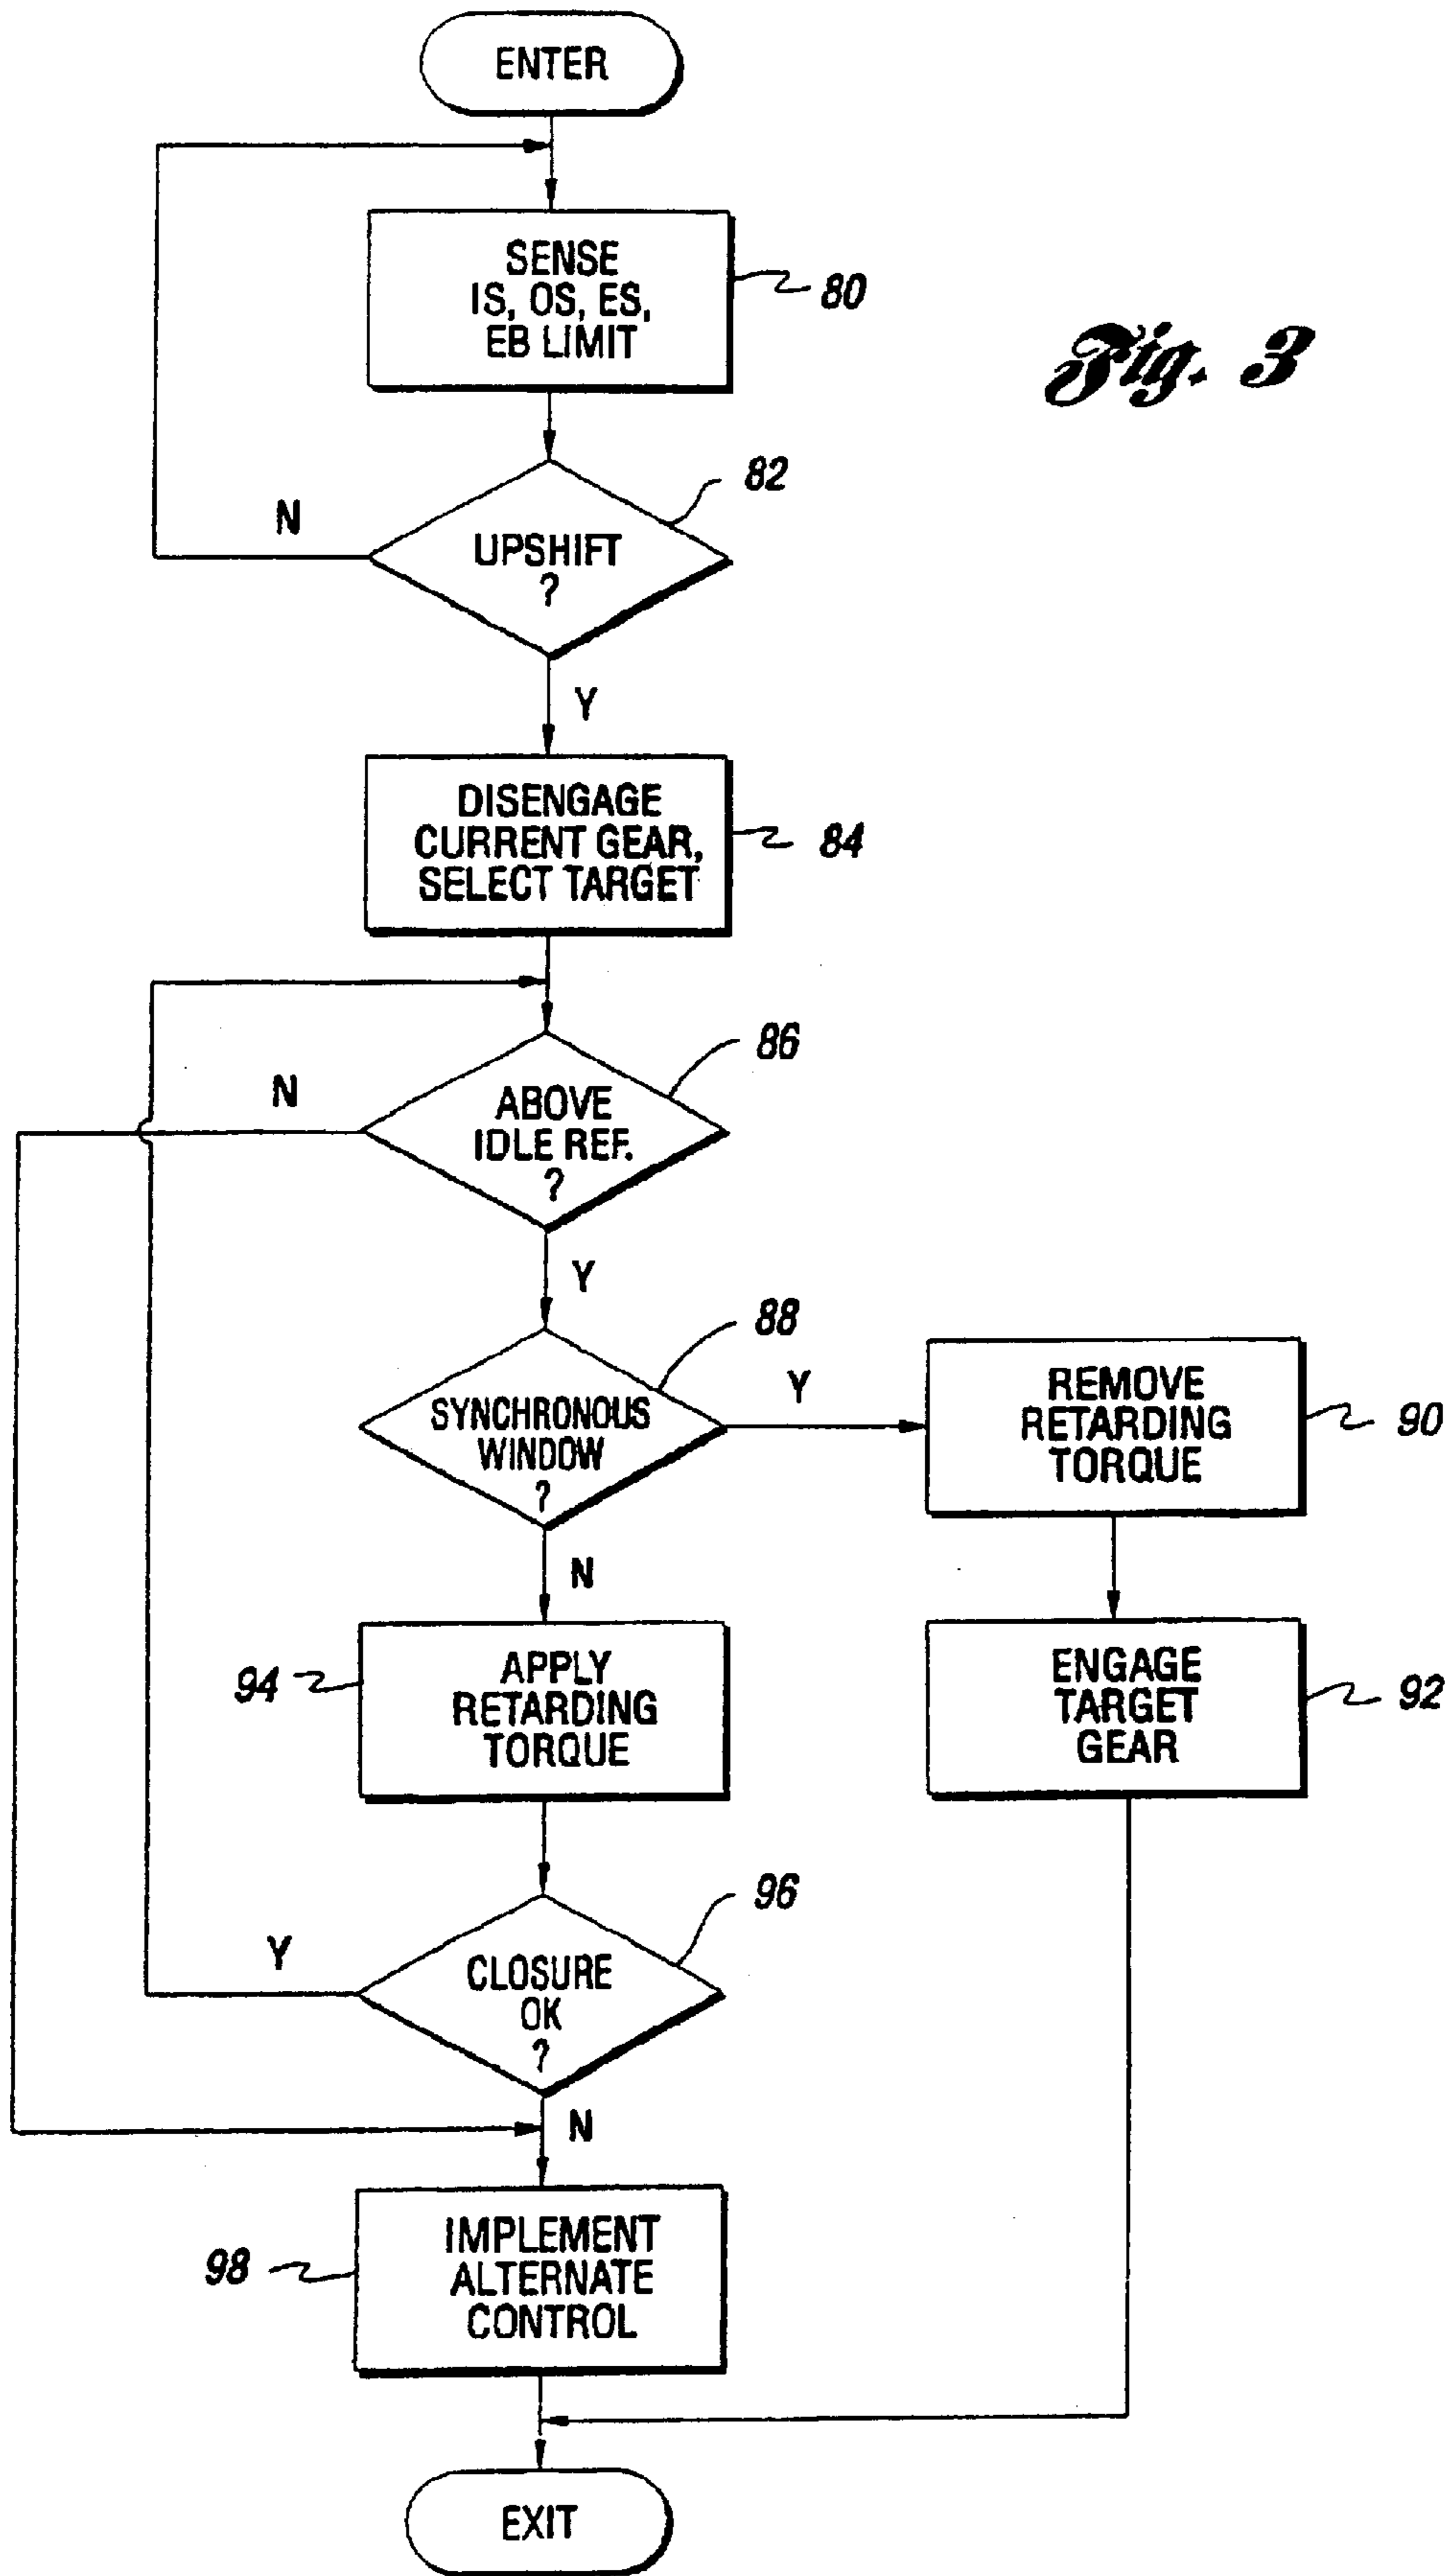 ENTER
SENSE
IS, OS, ES,
EB LIMIT
80
Fig. 3
82
N
UPSHIFT
?
Y
DISENGAGE
CURRENT GEAR,
SELECT TARGET
84
86
N
ABOVE
IDLE REF.
?
Y
88
SYNCHRONOUS
WINDOW
?
Y
REMOVE
RETARDING
TORQUE
90
N
94
APPLY
RETARDING
TORQUE
ENGAGE
TARGET
GEAR
92
96
Y
CLOSURE
OK
?
N
98
IMPLEMENT
ALTERNATE
CONTROL
EXIT